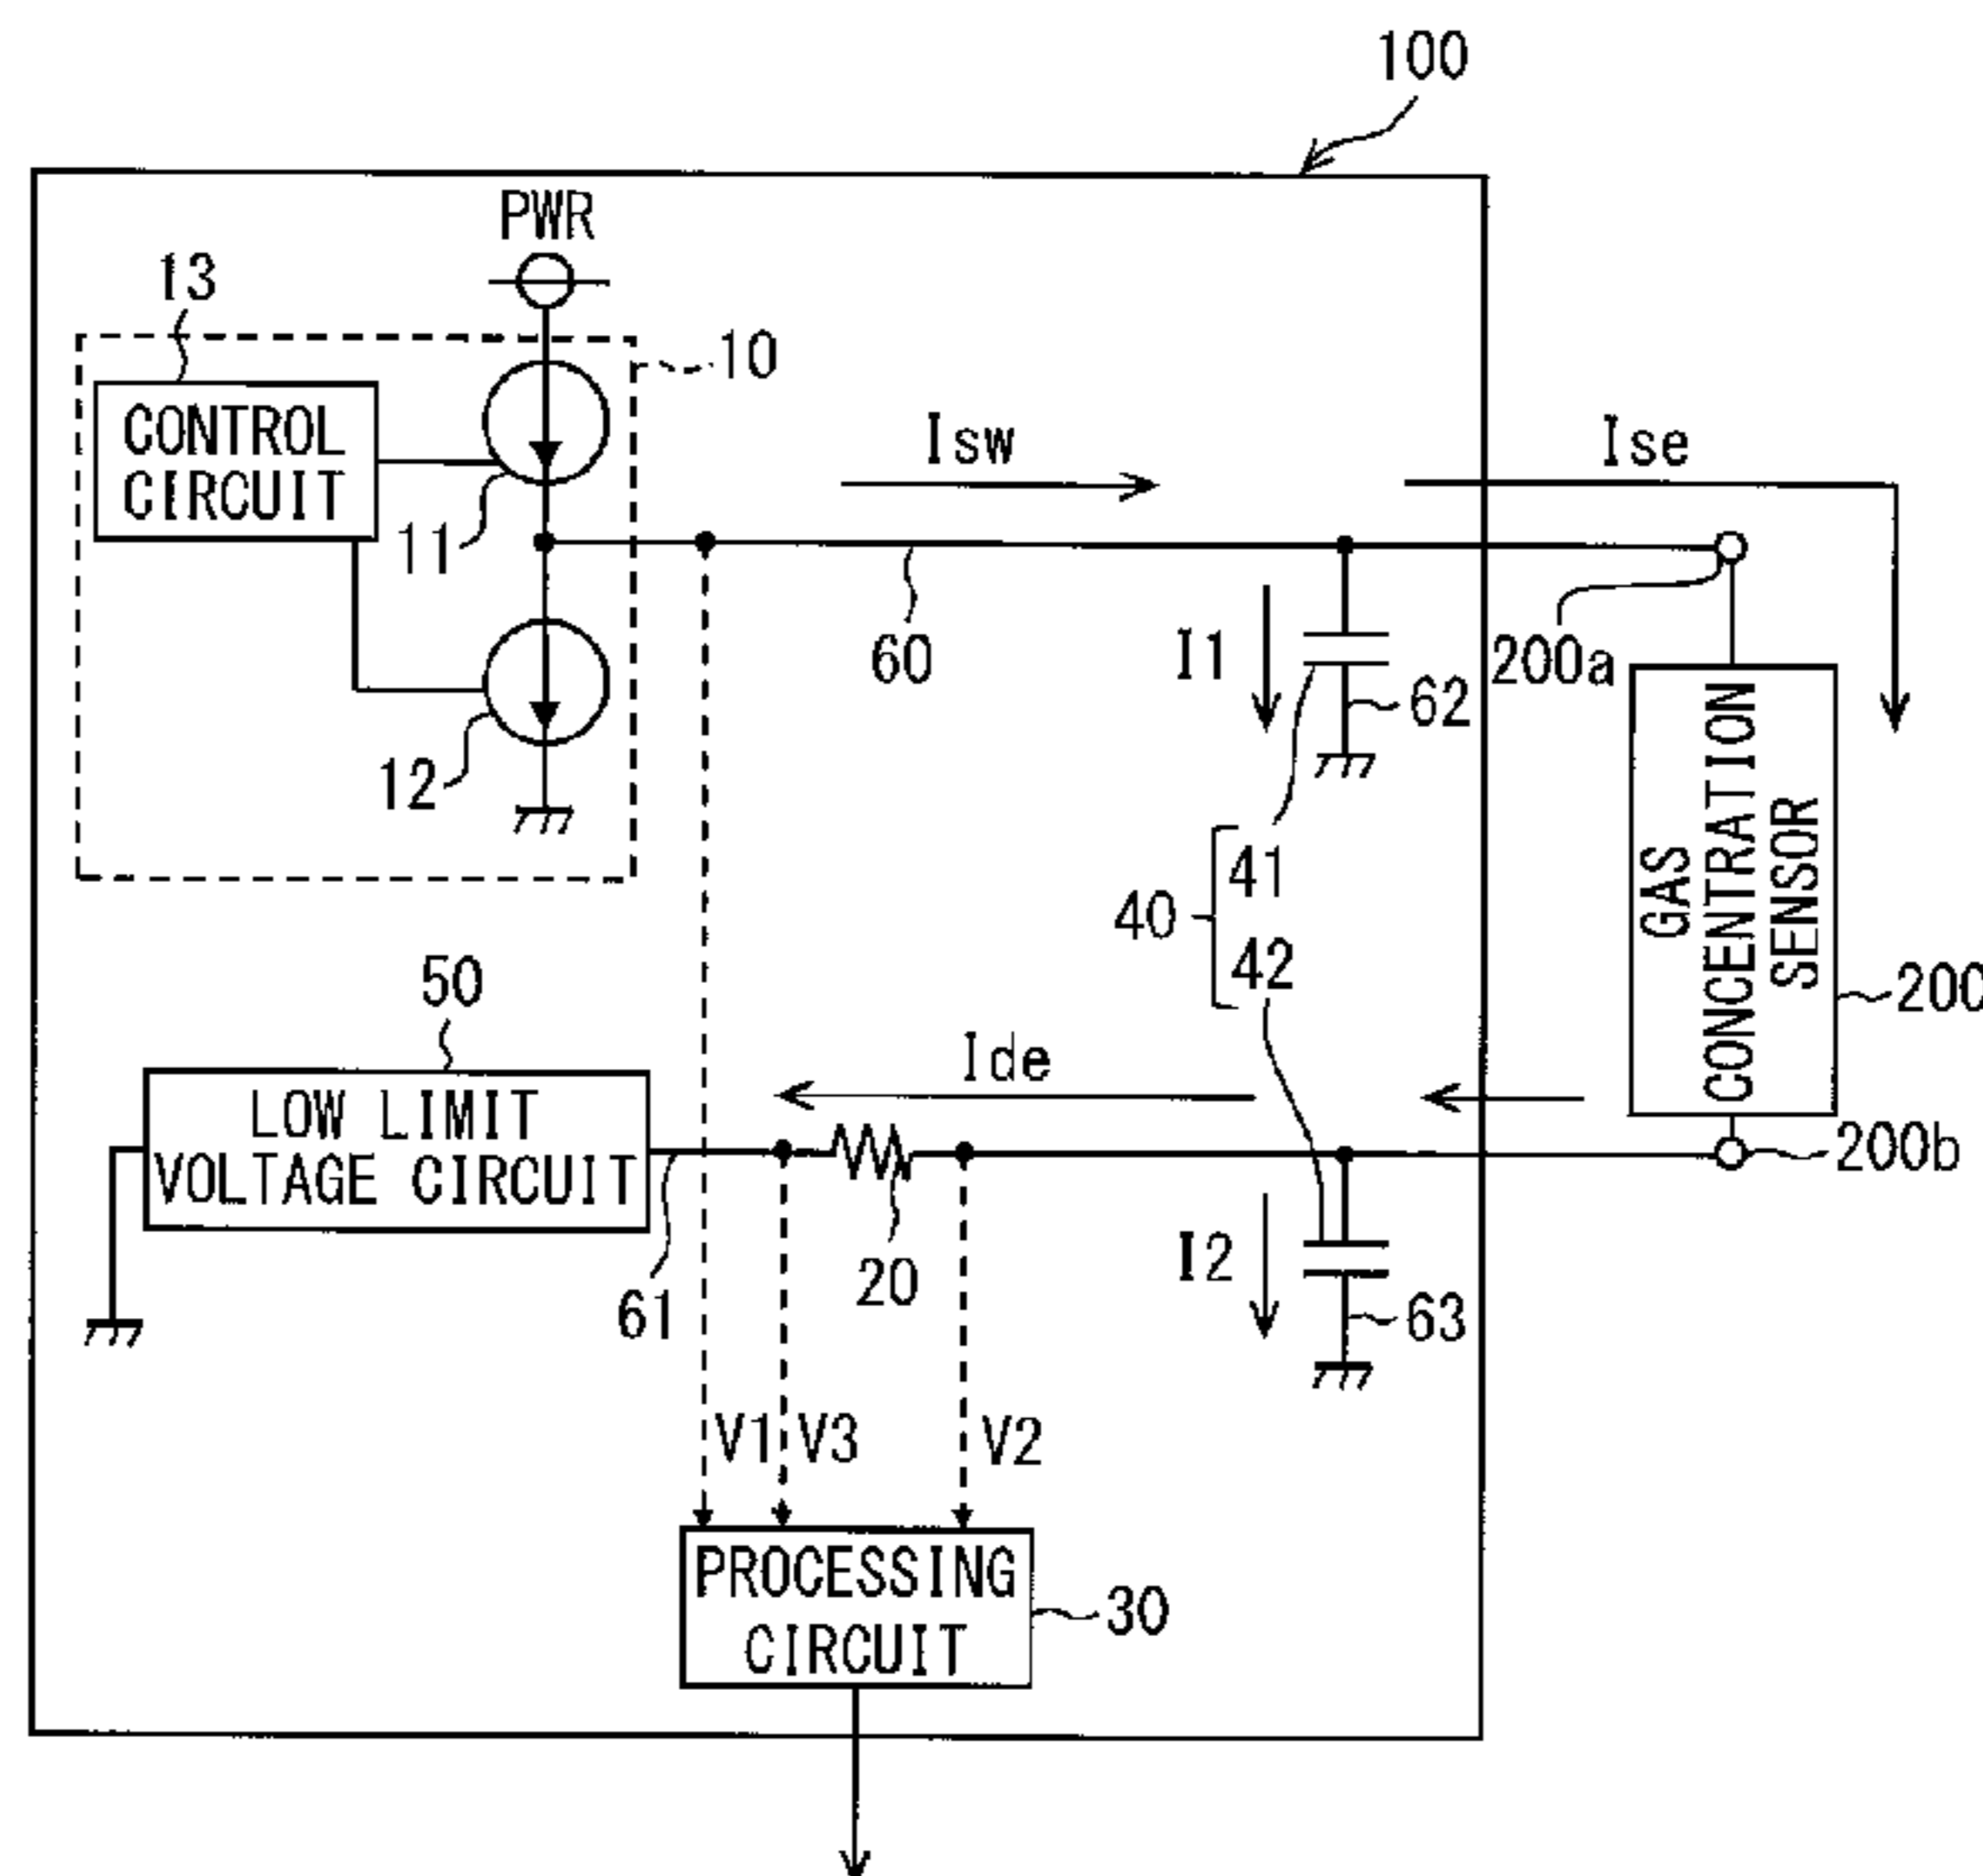 100
PWR
13
10
CONTROL
CIRCUIT
11
Isw
Ise
60
I1
62
200a
12
41
40
42
GAS
CONCENTRATION
SENSOR
200
50
Ide
LOW LIMIT
VOLTAGE CIRCUIT
200b
61
20
I2
63
V1
V3
V2
PROCESSING
CIRCUIT
30